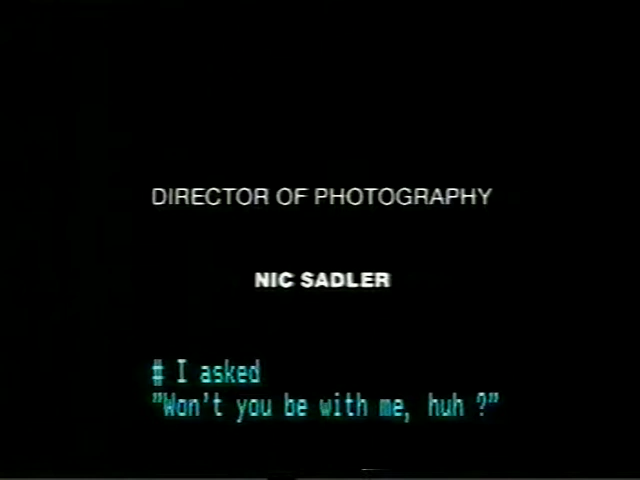 DIRECTOR OF PHOTOGRAPHY
NIC SADLER
# I asked
"Won't you be with me, huh ?"